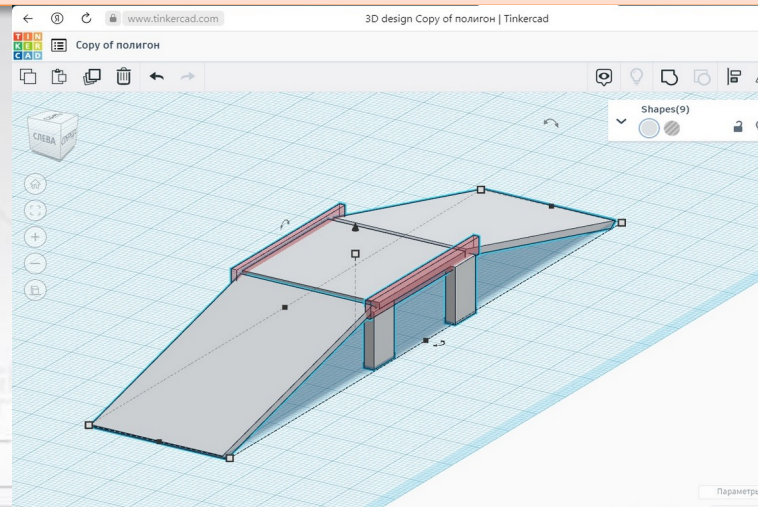 www.tinkercad.com
3D design Copy of полигон | Tinkercad
TIN
KER
CAD
Copy of полигон
Shapes(9)
СЛЕВА
Параметры